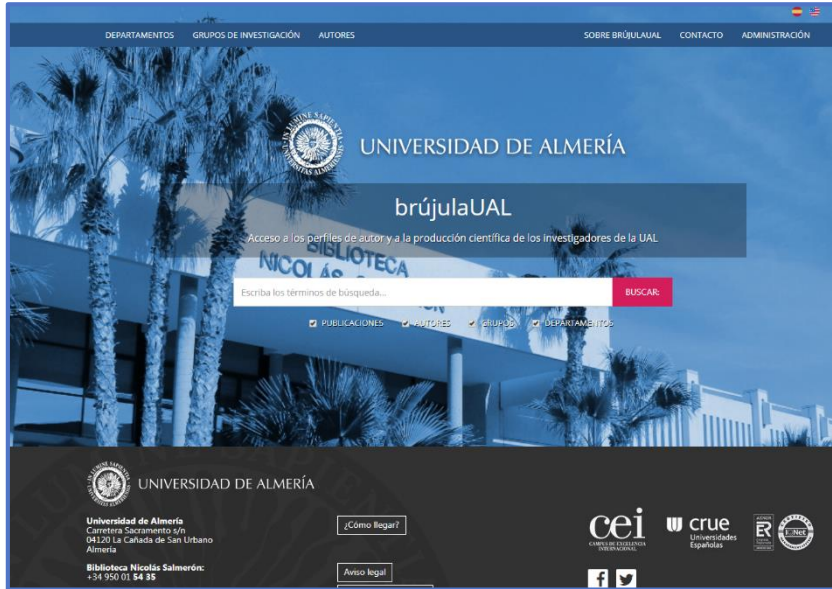 DEPARTAMENTOS GRUPOS DE INVESTIGACIÓN AUTORES SOBRE BRÚJULAUAL CONTACTO ADMINISTRACIÓN
UNIVERSIDAD DE ALMERÍA
brújulaUAL
Acceso a los perfiles de autor y a la producción científica de los investigadores de la UAL
BIBLIOTECA
NICOLÁS
Escriba los términos de búsqueda... BUSCAR:
PUBLICACIONES AUTORES GRUPOS DEPARTAMENTOS
UNIVERSIDAD DE ALMERÍA
Universidad de Almería
Carretera Sacramento s/n
04120 La Cañada de San Urbano
Almería
¿Cómo llegar?
cei
CAMPUS DE EXCELENCIA
INTERNACIONAL
crue
Universidades
Españolas
ER
IQNet
Biblioteca Nicolás Salmerón:
+34 950 01 54 35
Aviso legal